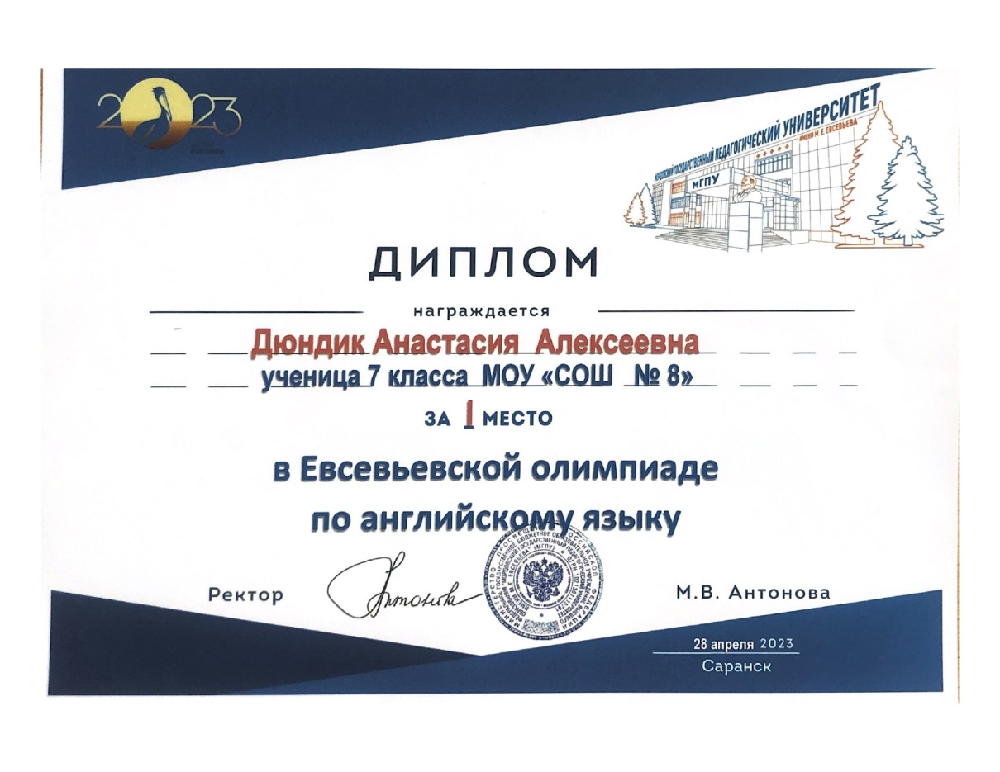 2023
МОРДОВСКИЙ ГОСУДАРСТВЕННЫЙ ПЕДАГОГИЧЕСКИЙ УНИВЕРСИТЕТ
ИМЕНИ М. Е. ЕВСЕВЬЕВА
МГПУ
ДИПЛОМ
награждается
Дюндик Анастасия Алексеевна
ученица 7 класса МОУ «СОШ № 8»
ЗА I МЕСТО
в Евсевьевской олимпиаде
по английскому языку
Ректор
Антонова
М.В. Антонова
28 апреля 2023
Саранск